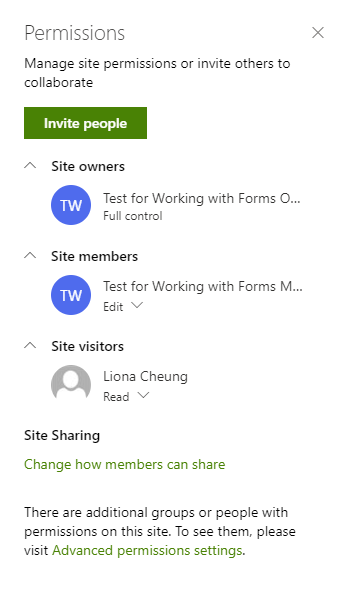 Permissions
Manage site permissions or invite others to
collaborate
Invite people
Site owners
TW
Test for Working with Forms O...
Full control
Site members
TW
Test for Working with Forms M...
Edit
Site visitors
Liona Cheung
Read
Site Sharing
Change how members can share
There are additional groups or people with
permissions on this site. To see them, please
visit Advanced permissions settings.